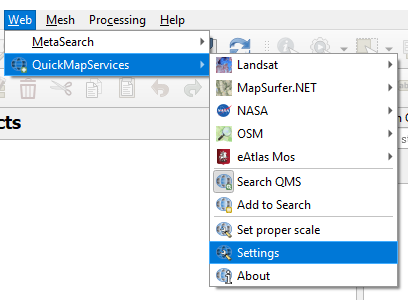 Web Mesh Processing Help
MetaSearch
QuickMapServices
cts
Landsat
MapSurfer.NET
NASA
OSM
eAtlas Mos
Search QMS
Add to Search
Set proper scale
Settings
About